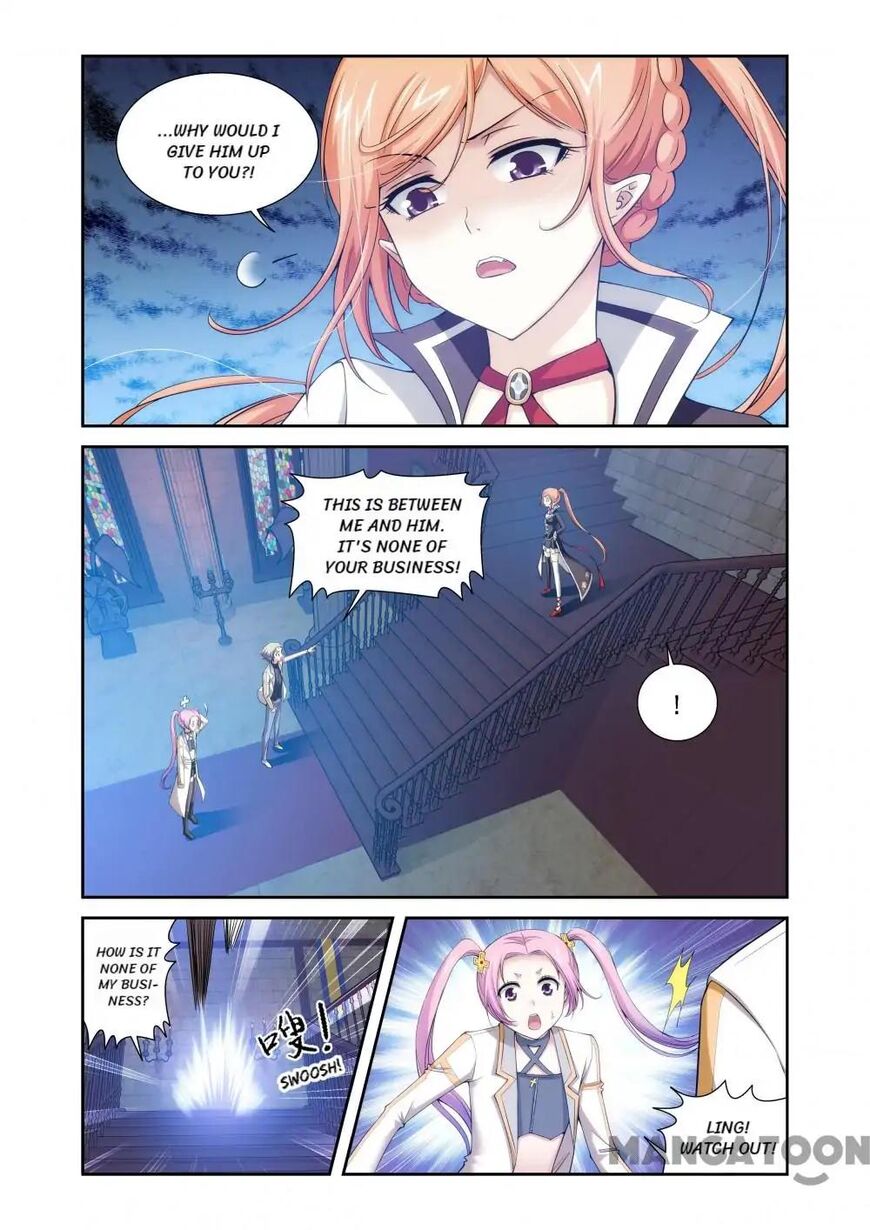 ...WHY WOULD I
GIVE HIM UP
TO YOU?!
THIS IS BETWEEN
ME AND HIM.
IT'S NONE OF
YOUR BUSINESS!
!
HOW IS IT
NONE OF
MY BUSI-
NESS?
嗖!
SWOOSH!
LING!
WATCH OUT!
MANGATOON